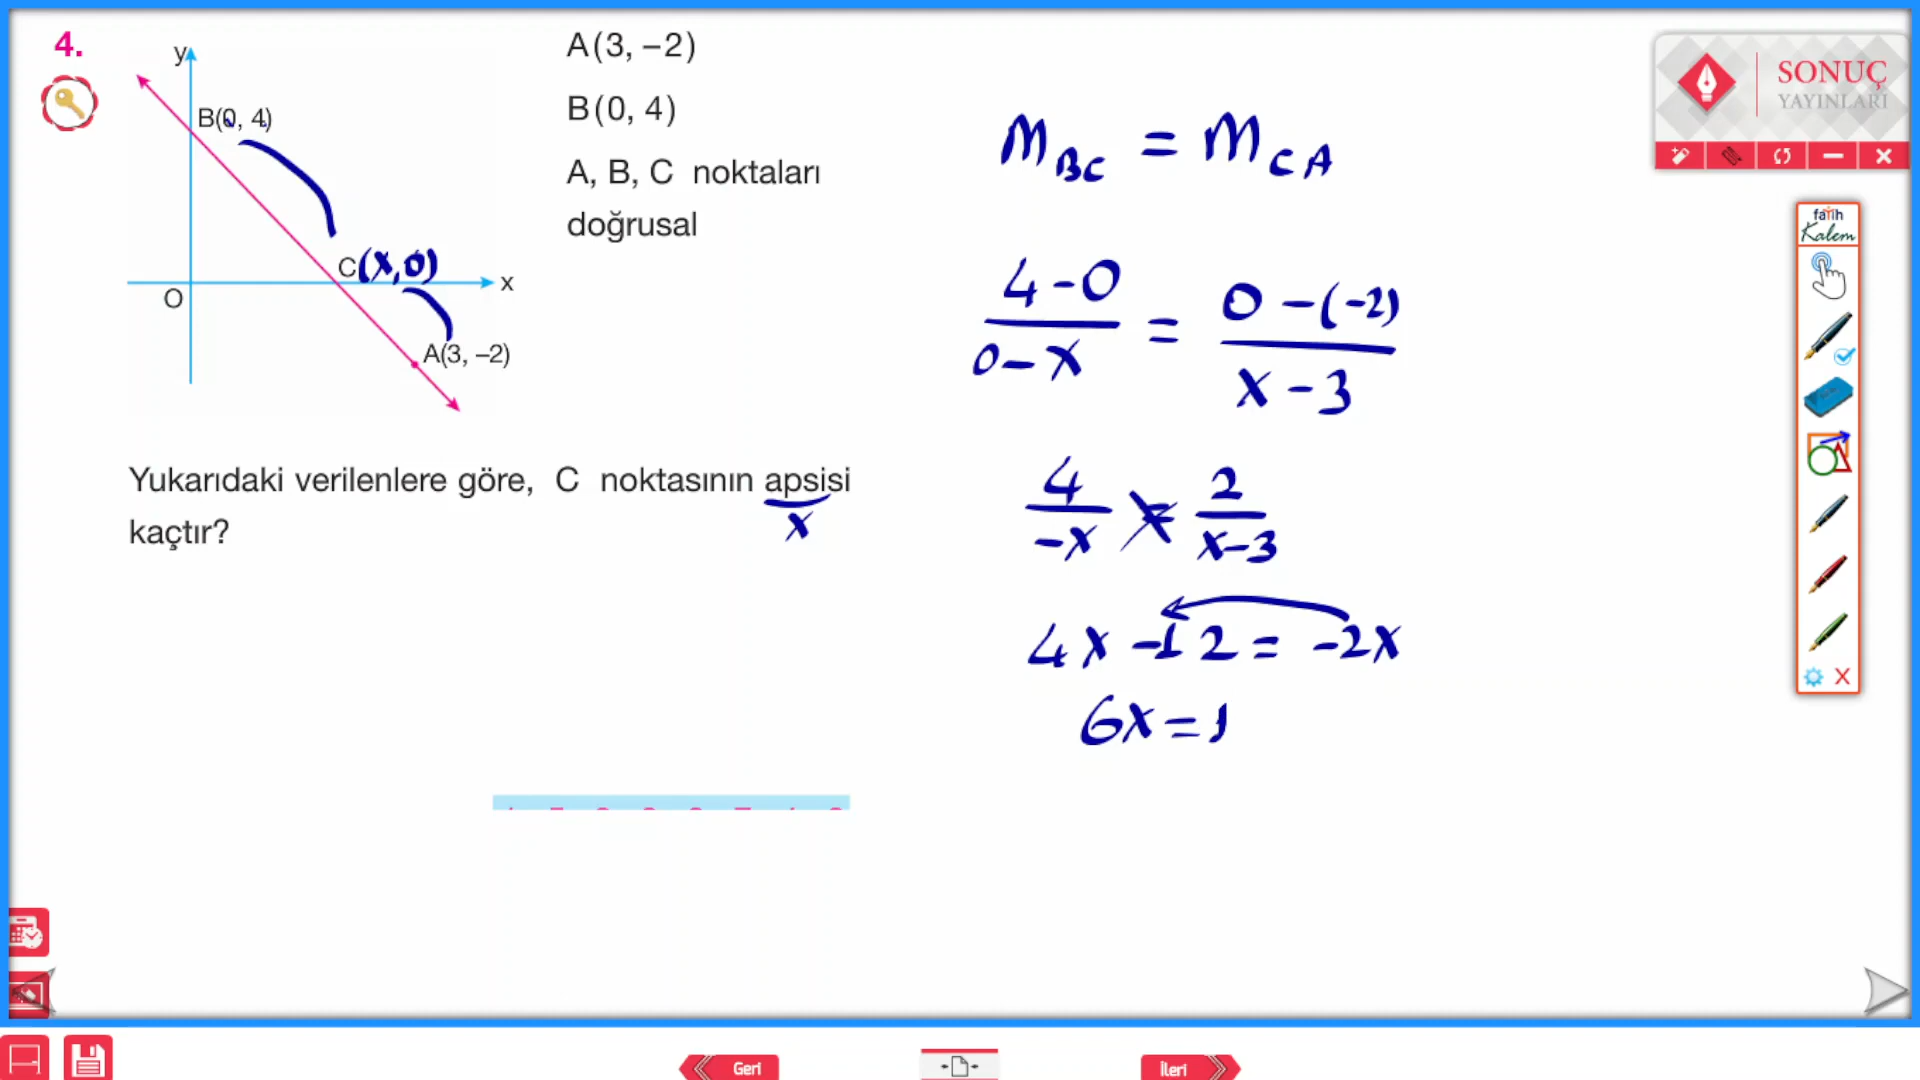 4.
y
B(0, 4)
C(x, 0)
x
O
A(3, −2)
A(3, −2)
B(0, 4)
A, B, C noktaları
doğrusal
Yukarıdaki verilenlere göre, C noktasının apsisi
x
kaçtır?
m_BC = m_CA
4-0 / 0-x = 0-(-2) / x-3
4 / -x = 2 / x-3
4x -12 = -2x
6x = 1
SONUÇ
YAYINLARI
fatih
Kalem
X
Geri
İleri